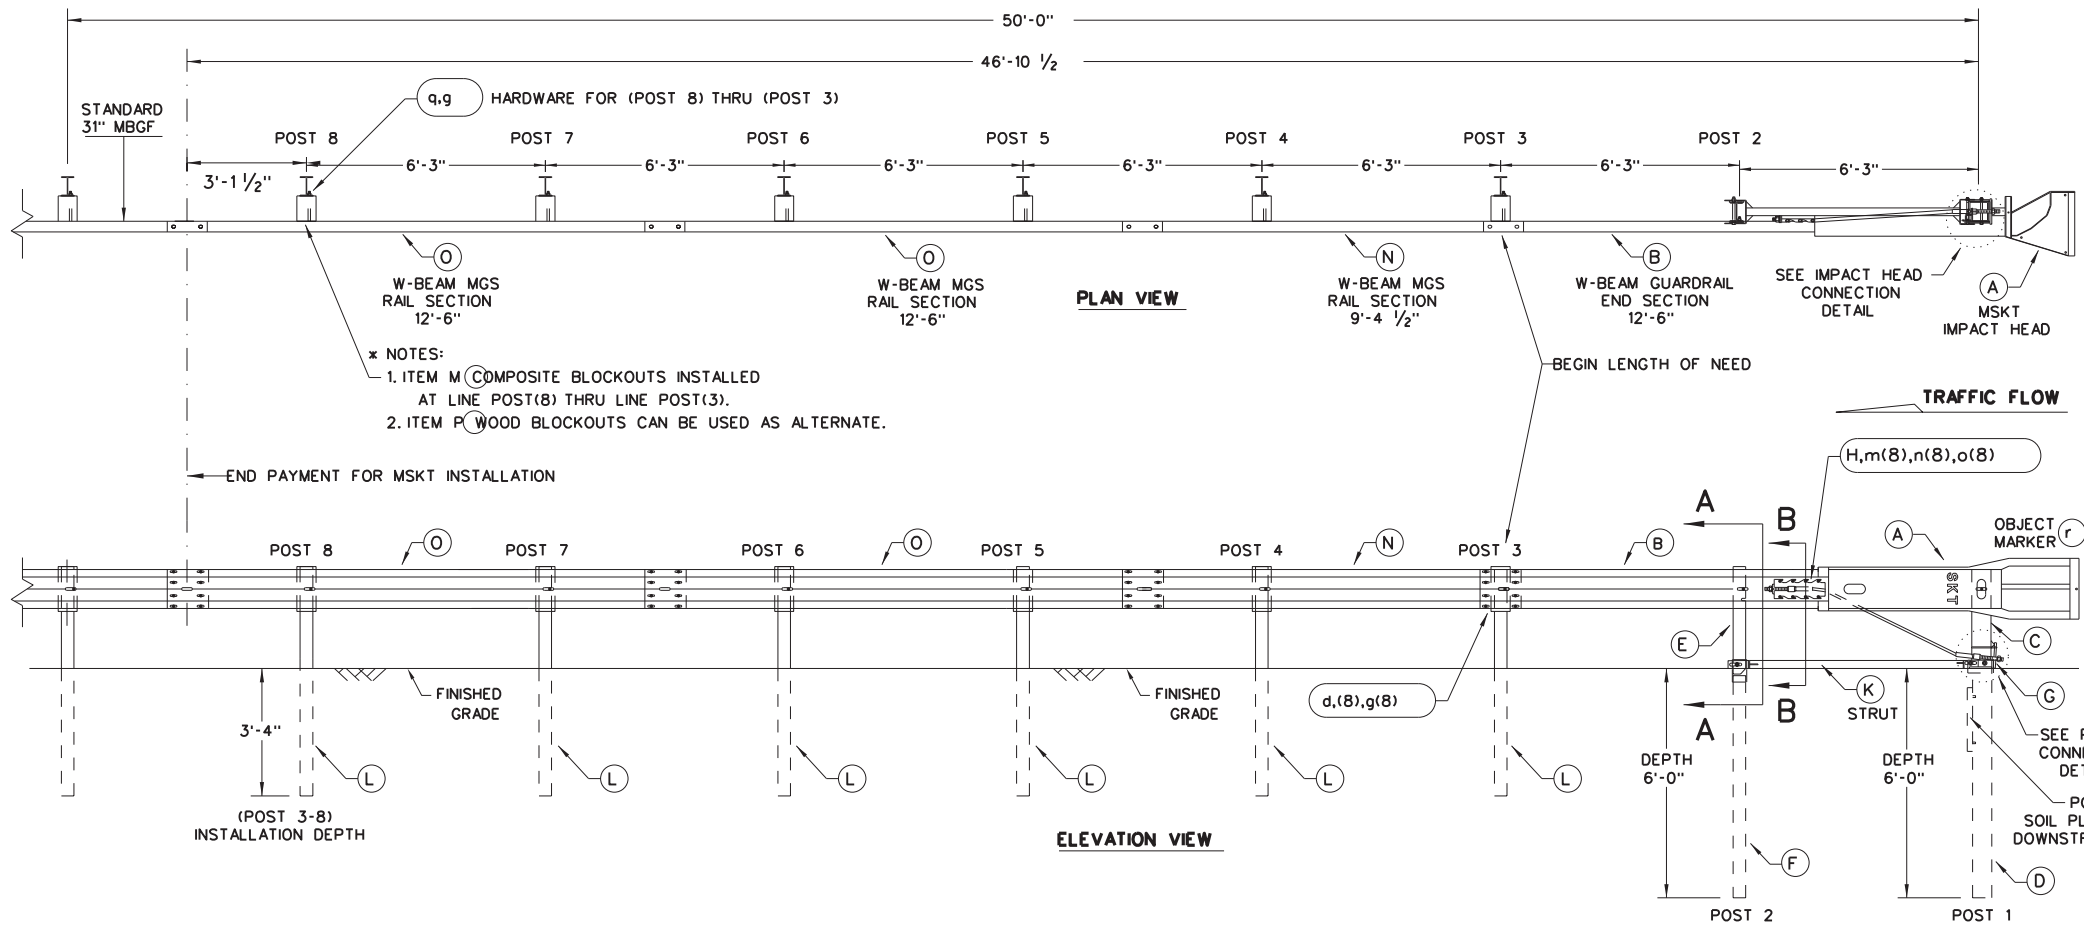 50'-0"
46'-10 1/2
q,g HARDWARE FOR (POST 8) THRU (POST 3)
STANDARD
31" MBGF
POST 8 POST 7 POST 6 POST 5 POST 4 POST 3 POST 2
3'-1 1/2" 6'-3" 6'-3" 6'-3" 6'-3" 6'-3" 6'-3" 6'-3"
O
W-BEAM MGS
RAIL SECTION
12'-6"
O
W-BEAM MGS
RAIL SECTION
12'-6"
PLAN VIEW
N
W-BEAM MGS
RAIL SECTION
9'-4 1/2"
B
W-BEAM GUARDRAIL
END SECTION
12'-6"
SEE IMPACT HEAD
CONNECTION
DETAIL
A
MSKT
IMPACT HEAD
* NOTES:
1. ITEM M COMPOSITE BLOCKOUTS INSTALLED
AT LINE POST(8) THRU LINE POST(3).
2. ITEM P WOOD BLOCKOUTS CAN BE USED AS ALTERNATE.
BEGIN LENGTH OF NEED
TRAFFIC FLOW
END PAYMENT FOR MSKT INSTALLATION
H,m(8),n(8),o(8)
A B
POST 8 O POST 7 POST 6 O POST 5 POST 4 N POST 3 B
A
OBJECT
MARKER r
SKT
E
C
FINISHED
GRADE
FINISHED
GRADE
d,(8),g(8)
A B
K
STRUT
G
3'-4"
L L L L L L
DEPTH
6'-0"
DEPTH
6'-0"
SEE
CONN
DET
PO
SOIL PL
DOWNST
(POST 3-8)
INSTALLATION DEPTH
ELEVATION VIEW
F
D
POST 2 POST 1